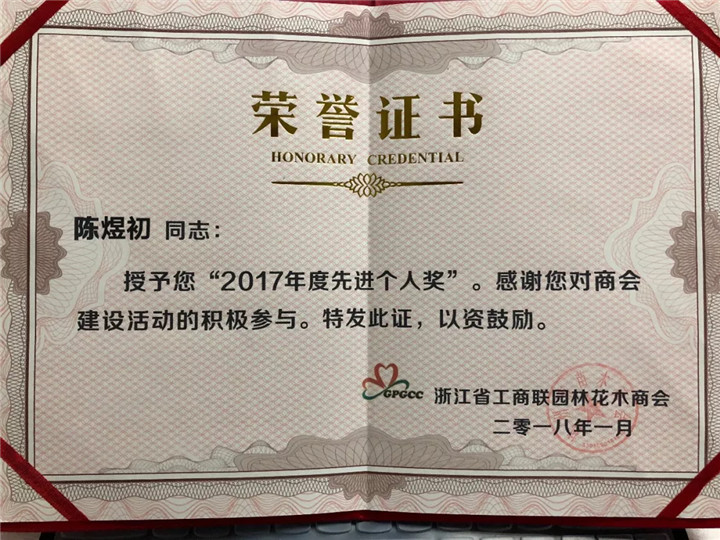 荣誉证书
HONORARY CREDENTIAL
陈煜初 同志：
授予您“2017年度先进个人奖”。感谢您对商会
建设活动的积极参与。特发此证，以资鼓励。
GPGCC 浙江省工商联园林花木商会
二零一八年一月